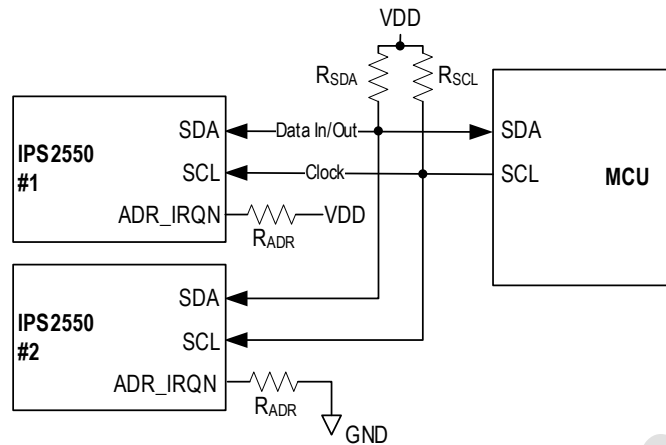 VDD
RSDA RSCL
SDA Data In/Out SDA
IPS2550
#1
SCL Clock SCL MCU
ADR_IRQN VDD
RADR
SDA
IPS2550
#2
SCL
ADR_IRQN
RADR
GND